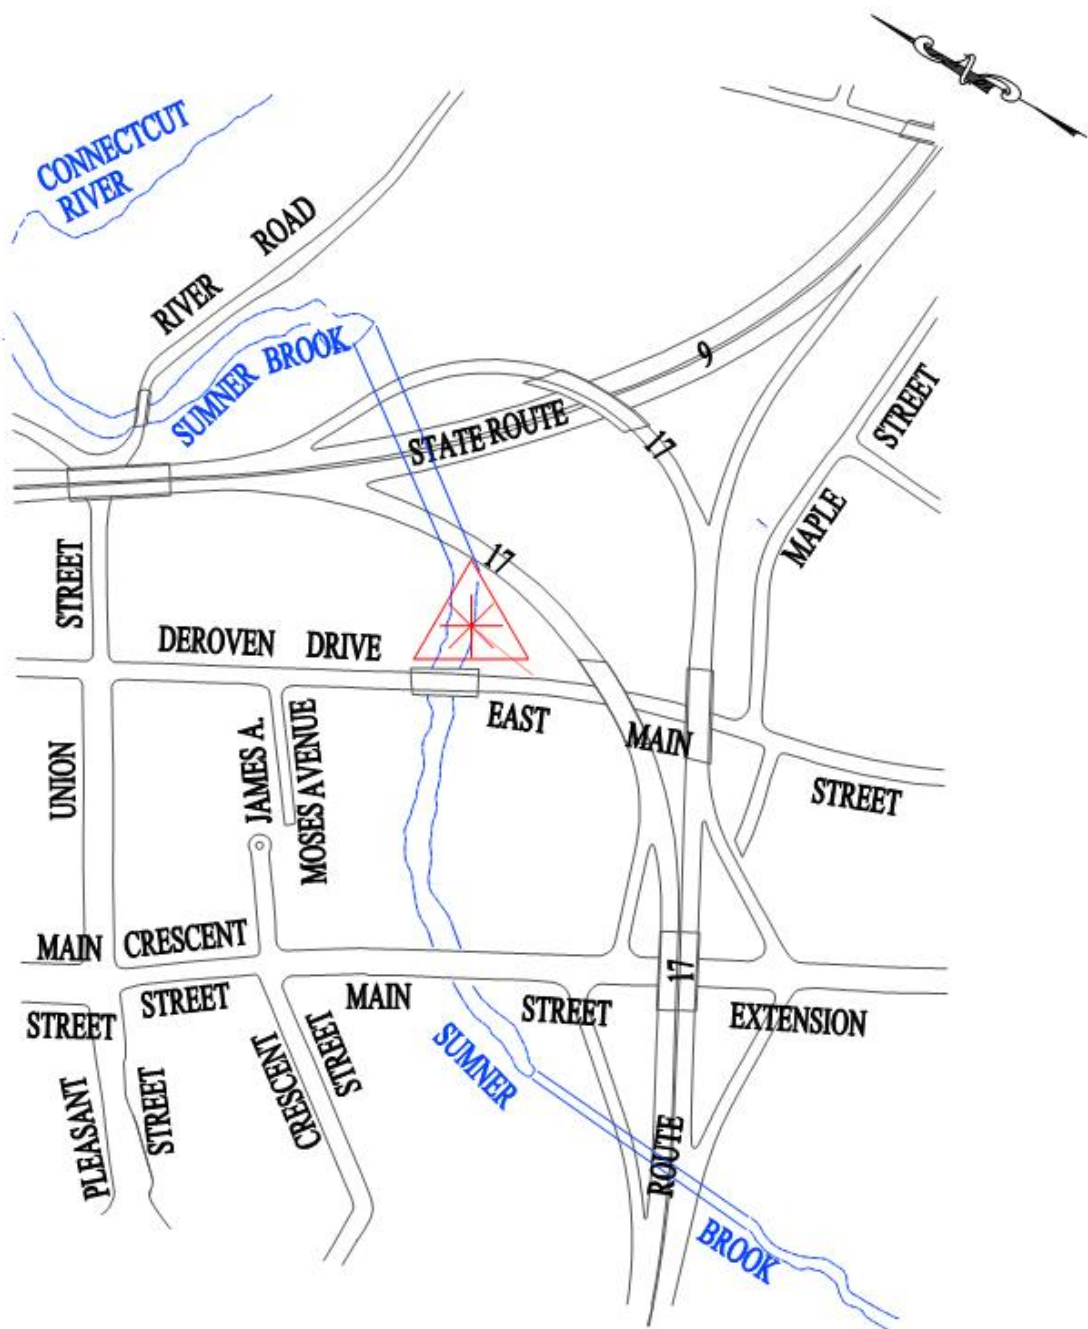 CONNECTCUT
RIVER
RIVER ROAD
SUMNER BROOK
9
STATE ROUTE
17
STREET
MAPLE
17
STREET
DEROVEN DRIVE
EAST
MAIN
STREET
UNION
JAMES A.
MOSES AVENUE
MAIN
CRESCENT
STREET
STREET
MAIN
STREET
17
EXTENSION
SUMNER
CRESCENT
STREET
PLEASANT
STREET
ROUTE
BROOK